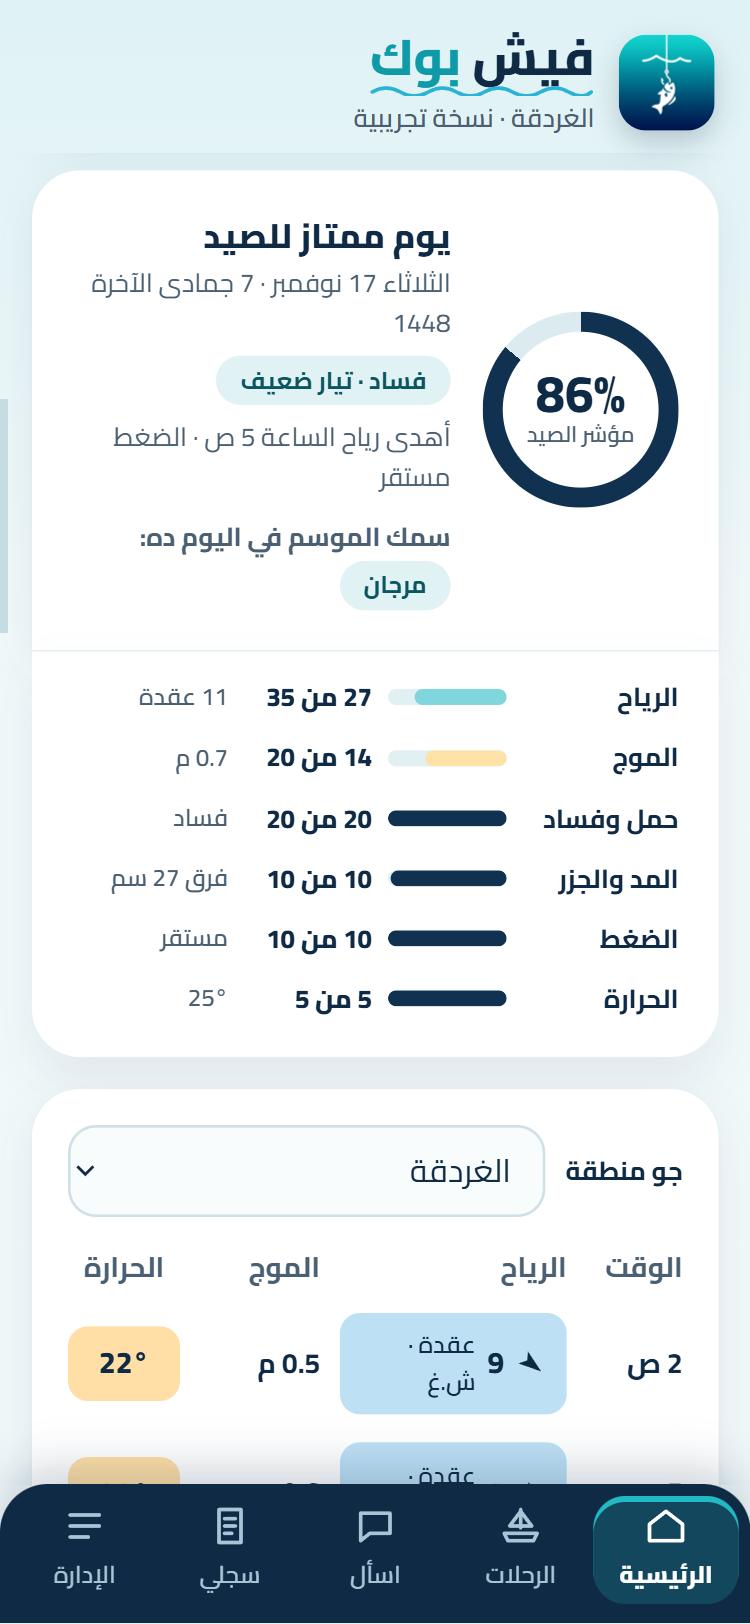 فيش بوك
الغردقة · نسخة تجريبية
يوم ممتاز للصيد
الثلاثاء 17 نوفمبر · 7 جمادى الآخرة
1448
86%
مؤشر الصيد
فساد · تيار ضعيف
أهدى رياح الساعة 5 ص · الضغط
مستقر
سمك الموسم في اليوم ده:
مرجان
الرياح 27 من 35 11 عقدة
الموج 14 من 20 0.7 م
حمل وفساد 20 من 20 فساد
المد والجزر 10 من 10 فرق 27 سم
الضغط 10 من 10 مستقر
الحرارة 5 من 5 25°
جو منطقة الغردقة
الوقت الرياح الموج الحرارة
2 ص 9 عقدة · ش.غ 0.5 م 22°
عقدة ·
الرئيسية الرحلات اسأل سجلي الإدارة